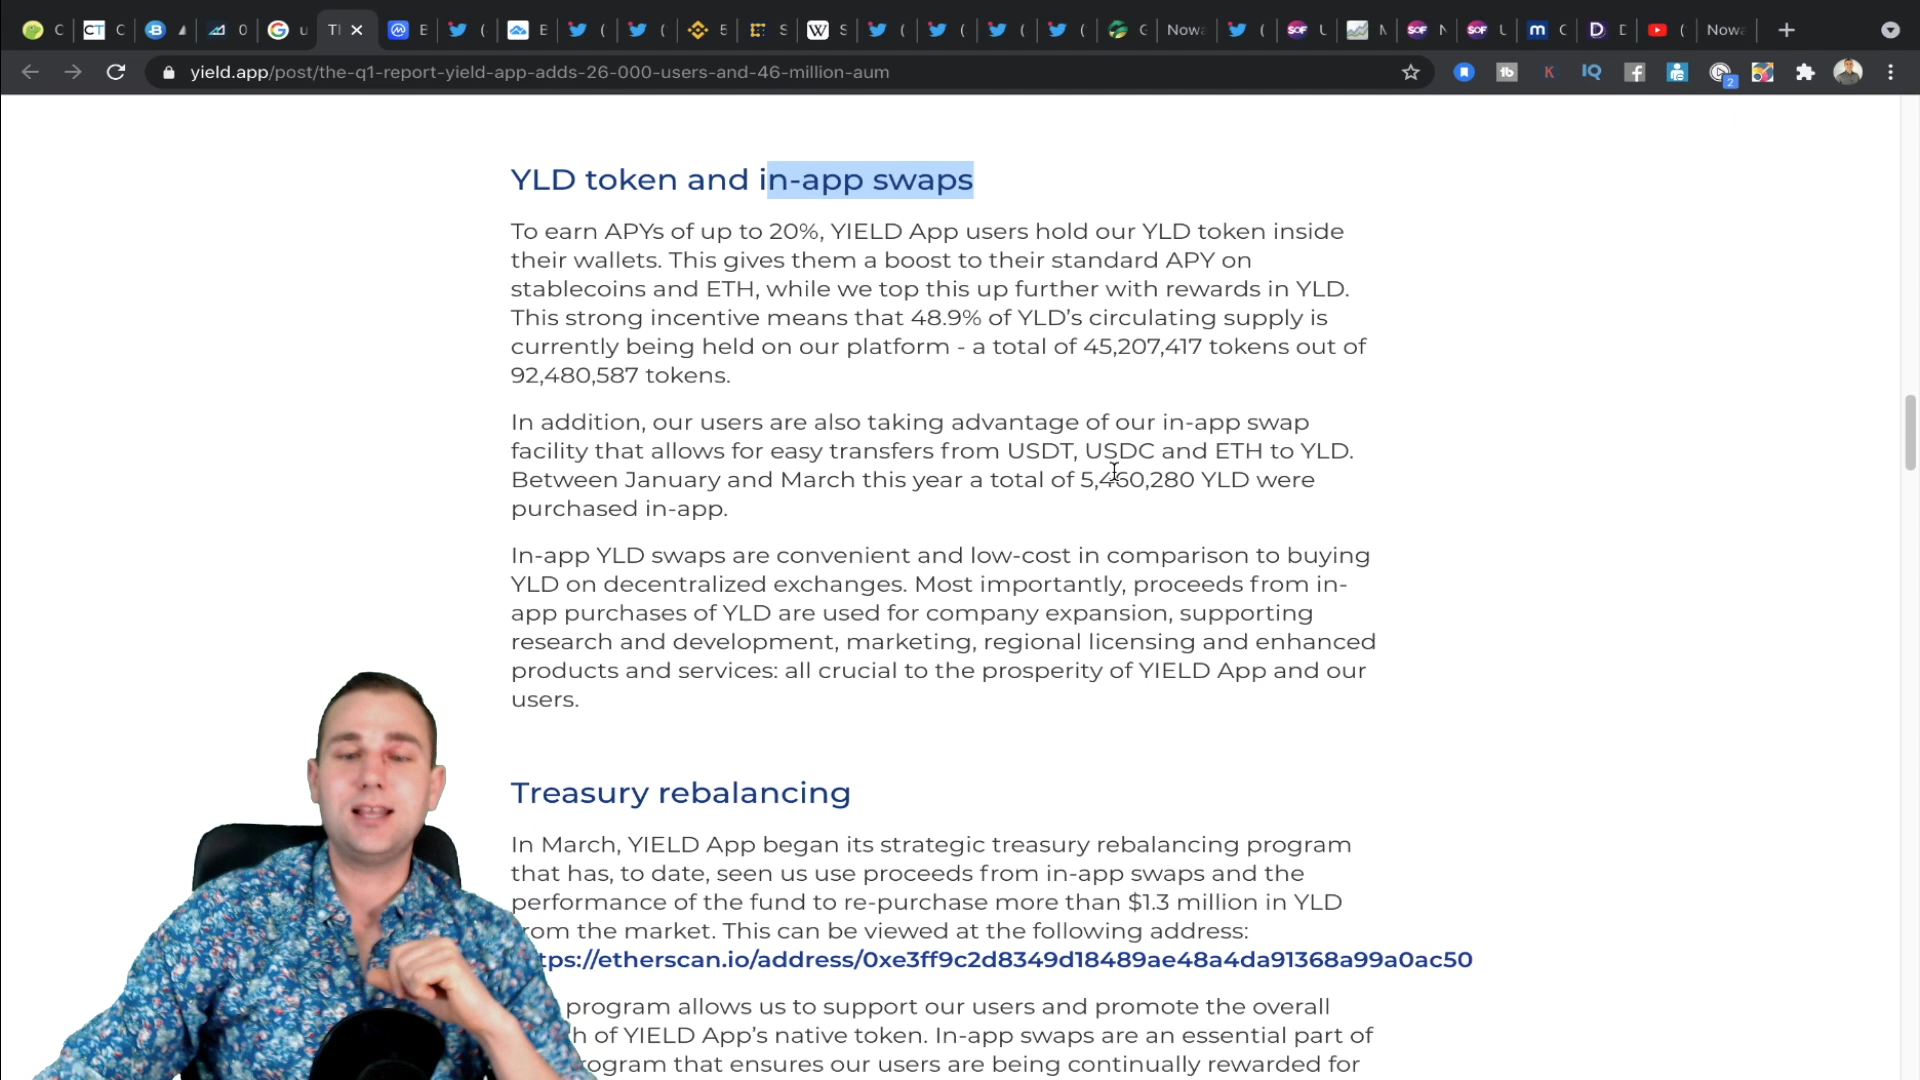 C
CT
C
0
u
Tl
E
(
E
(
(
5
S
S
(
(
(
(
C
Nowa
(
U
M
N
L
C
D
(
Nowa
yield.app/post/the-q1-report-yield-app-adds-26-000-users-and-46-million-aum
YLD token and in-app swaps
To earn APYs of up to 20%, YIELD App users hold our YLD token inside
their wallets. This gives them a boost to their standard APY on
stablecoins and ETH, while we top this up further with rewards in YLD.
This strong incentive means that 48.9% of YLD’s circulating supply is
currently being held on our platform - a total of 45,207,417 tokens out of
92,480,587 tokens.
In addition, our users are also taking advantage of our in-app swap
facility that allows for easy transfers from USDT, USDC and ETH to YLD.
Between January and March this year a total of 5,460,280 YLD were
purchased in-app.
In-app YLD swaps are convenient and low-cost in comparison to buying
YLD on decentralized exchanges. Most importantly, proceeds from in-
app purchases of YLD are used for company expansion, supporting
research and development, marketing, regional licensing and enhanced
products and services: all crucial to the prosperity of YIELD App and our
users.
Treasury rebalancing
In March, YIELD App began its strategic treasury rebalancing program
that has, to date, seen us use proceeds from in-app swaps and the
performance of the fund to re-purchase more than $1.3 million in YLD
from the market. This can be viewed at the following address:
tps://etherscan.io/address/0xe3ff9c2d8349d18489ae48a4da91368a99a0ac50
program allows us to support our users and promote the overall
h of YIELD App’s native token. In-app swaps are an essential part of
ogram that ensures our users are being continually rewarded for